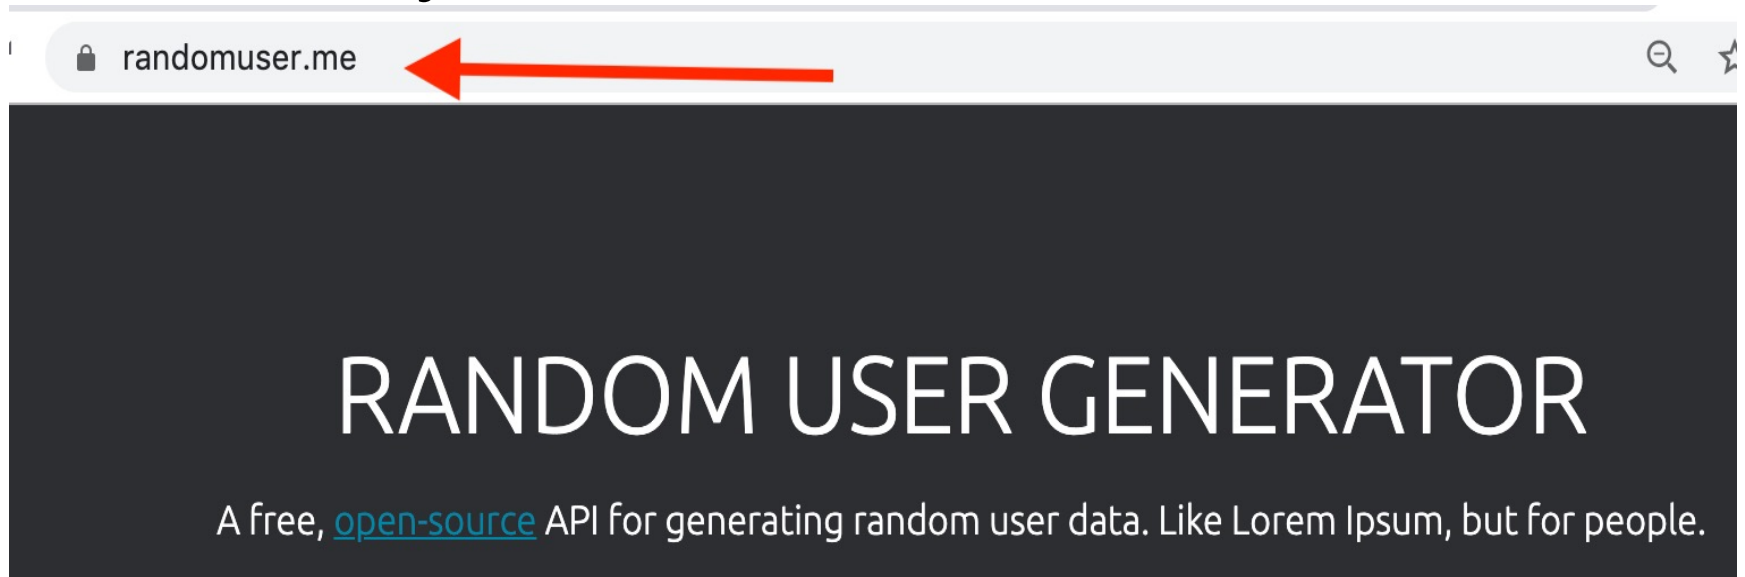 randomuser.me
RANDOM USER GENERATOR
A free, open-source API for generating random user data. Like Lorem Ipsum, but for people.